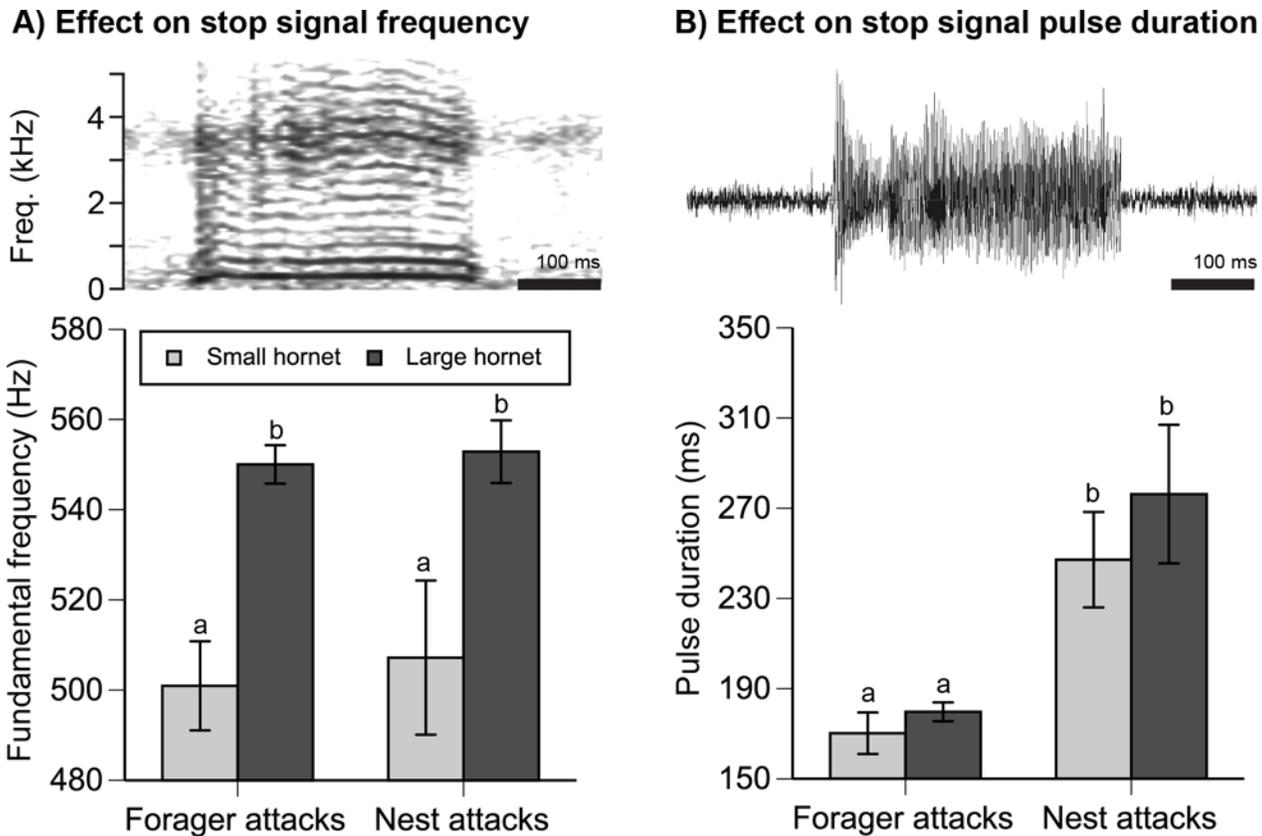 A) Effect on stop signal frequency
Freq. (kHz)
4
2
0
100 ms
Fundamental frequency (Hz)
580
560
540
520
500
480
Small hornet Large hornet
a
b
a
b
Forager attacks Nest attacks
B) Effect on stop signal pulse duration
100 ms
Pulse duration (ms)
350
310
270
230
190
150
a
a
b
b
Forager attacks Nest attacks